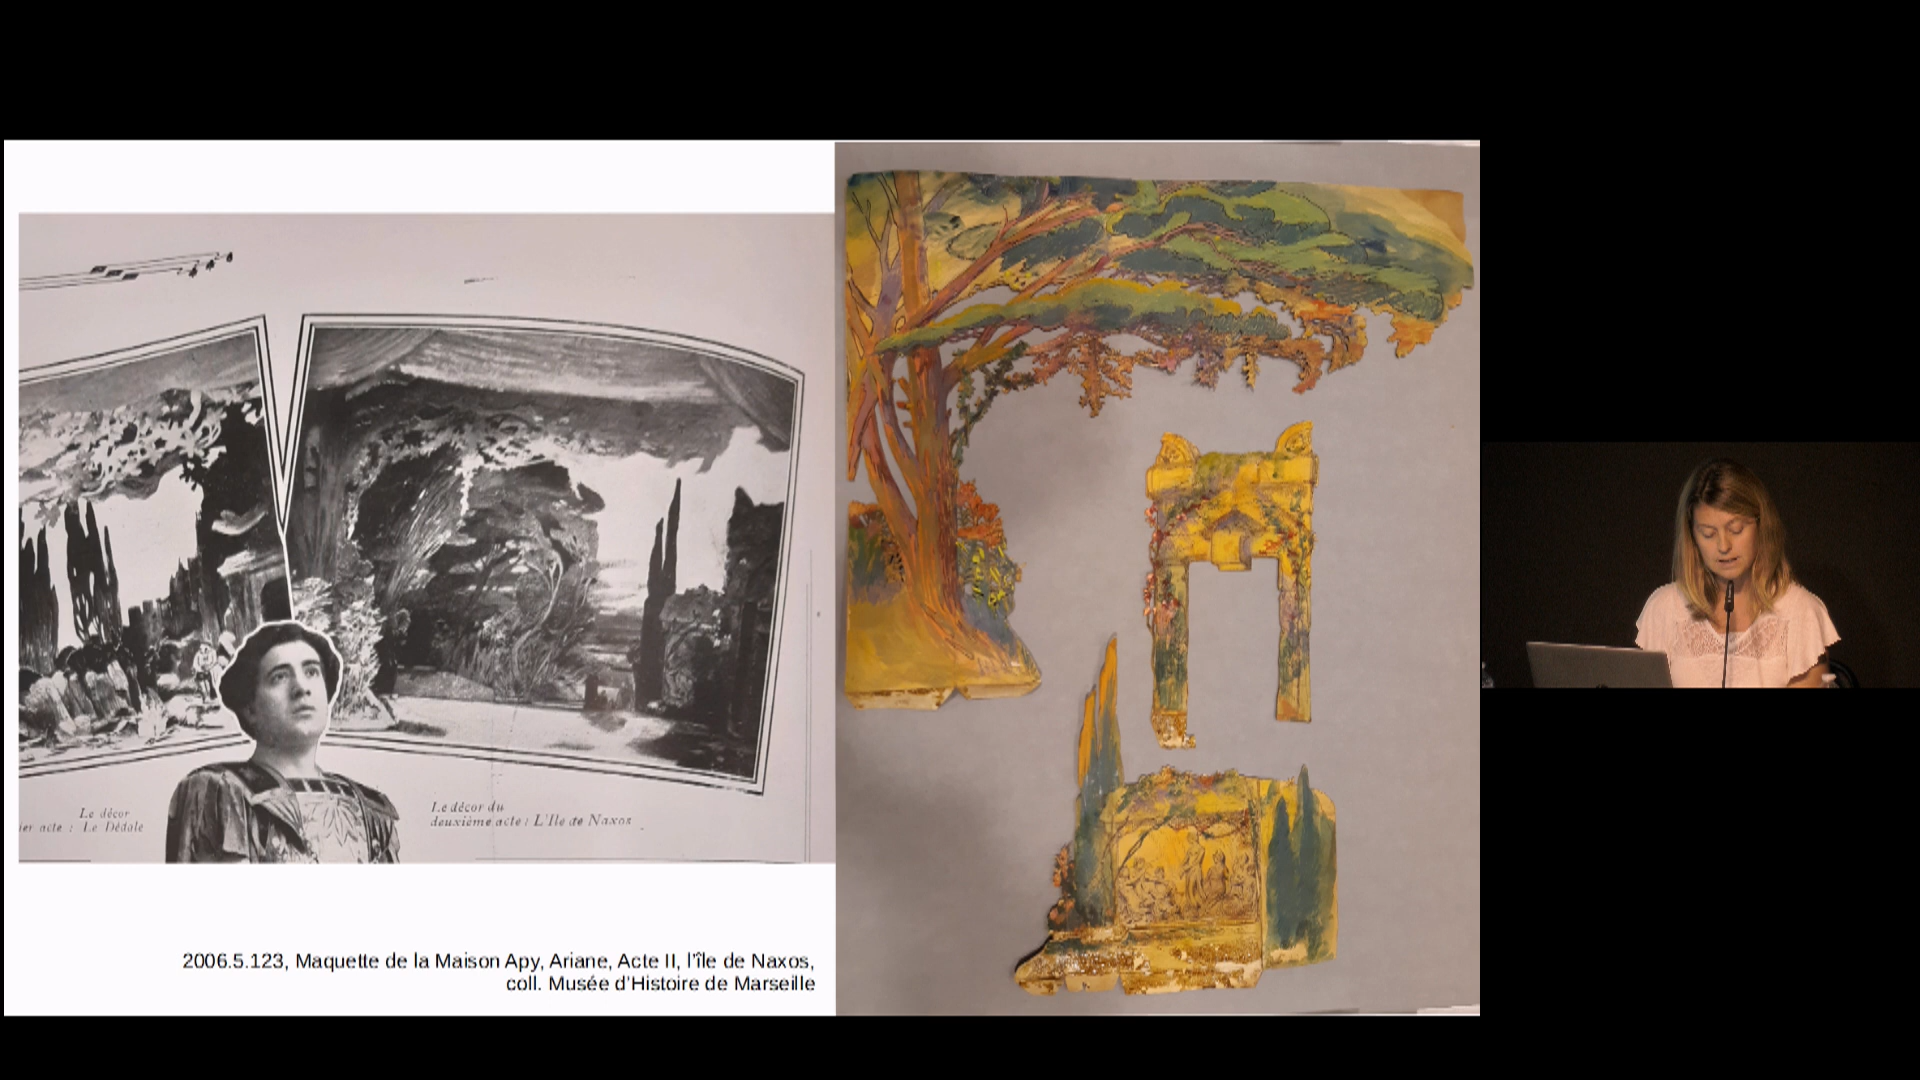 Le décor
er acte : Le Dédale
Le décor du
deuxième acte : L'Ile de Naxos
2006.5.123, Maquette de la Maison Apy, Ariane, Acte II, l'île de Naxos,
coll. Musée d'Histoire de Marseille